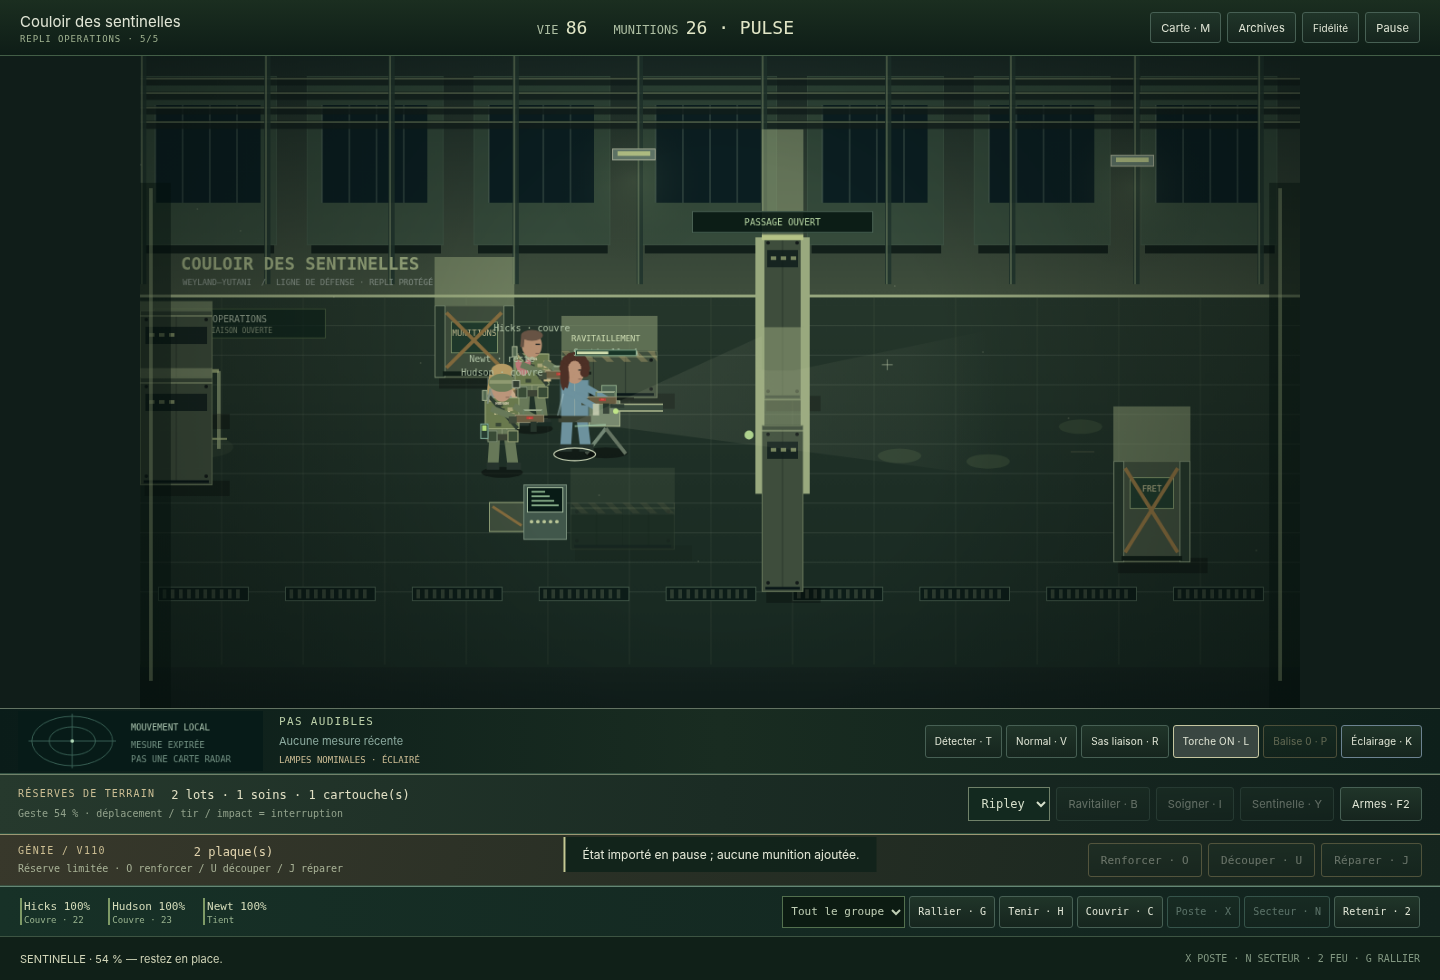 Couloir des sentinelles
REPLI OPERATIONS · 5/5
VIE 86 MUNITIONS 26 · PULSE
Carte · M
Archives
Fidélité
Pause
PASSAGE OUVERT
COULOIR DES SENTINELLES
WEYLAND–YUTANI / LIGNE DE DÉFENSE · REPLI PROTÉGÉ
OPERATIONS
LIAISON OUVERTE
MUNITIONS
Hicks · couvre
RAVITAILLEMENT
Newt · reste
Hudson · couvre
FRET
MOUVEMENT LOCAL
MESURE EXPIRÉE
PAS UNE CARTE RADAR
PAS AUDIBLES
Aucune mesure récente
LAMPES NOMINALES · ÉCLAIRÉ
Détecter · T
Normal · V
Sas liaison · R
Torche ON · L
Balise 0 · P
Éclairage · K
RÉSERVES DE TERRAIN 2 lots · 1 soins · 1 cartouche(s)
Geste 54 % · déplacement / tir / impact = interruption
Ripley
Ravitailler · B
Soigner · I
Sentinelle · Y
Armes · F2
GÉNIE / V110 2 plaque(s)
Réserve limitée · O renforcer / U découper / J réparer
État importé en pause ; aucune munition ajoutée.
Renforcer · O
Découper · U
Réparer · J
Hicks 100%
Couvre · 22
Hudson 100%
Couvre · 23
Newt 100%
Tient
Tout le groupe
Rallier · G
Tenir · H
Couvrir · C
Poste · X
Secteur · N
Retenir · 2
SENTINELLE · 54 % — restez en place.
X POSTE · N SECTEUR · 2 FEU · G RALLIER